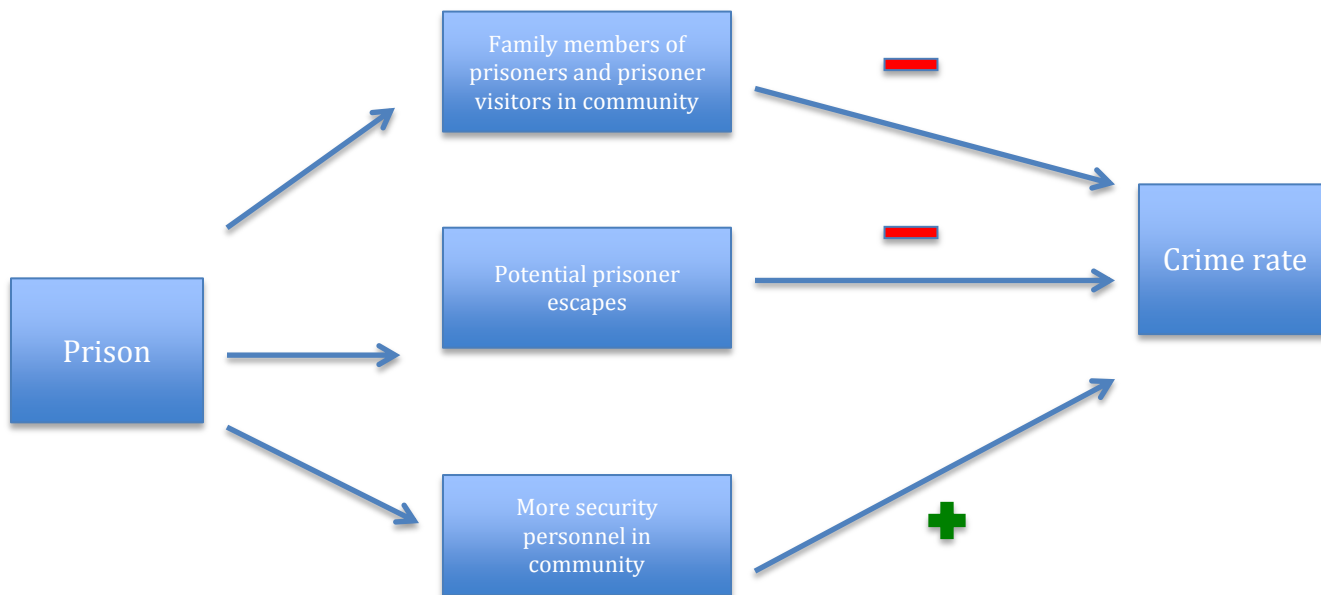 Family members of
prisoners and prisoner
visitors in community
Prison
Potential prisoner
escapes
Crime rate
More security
personnel in
community